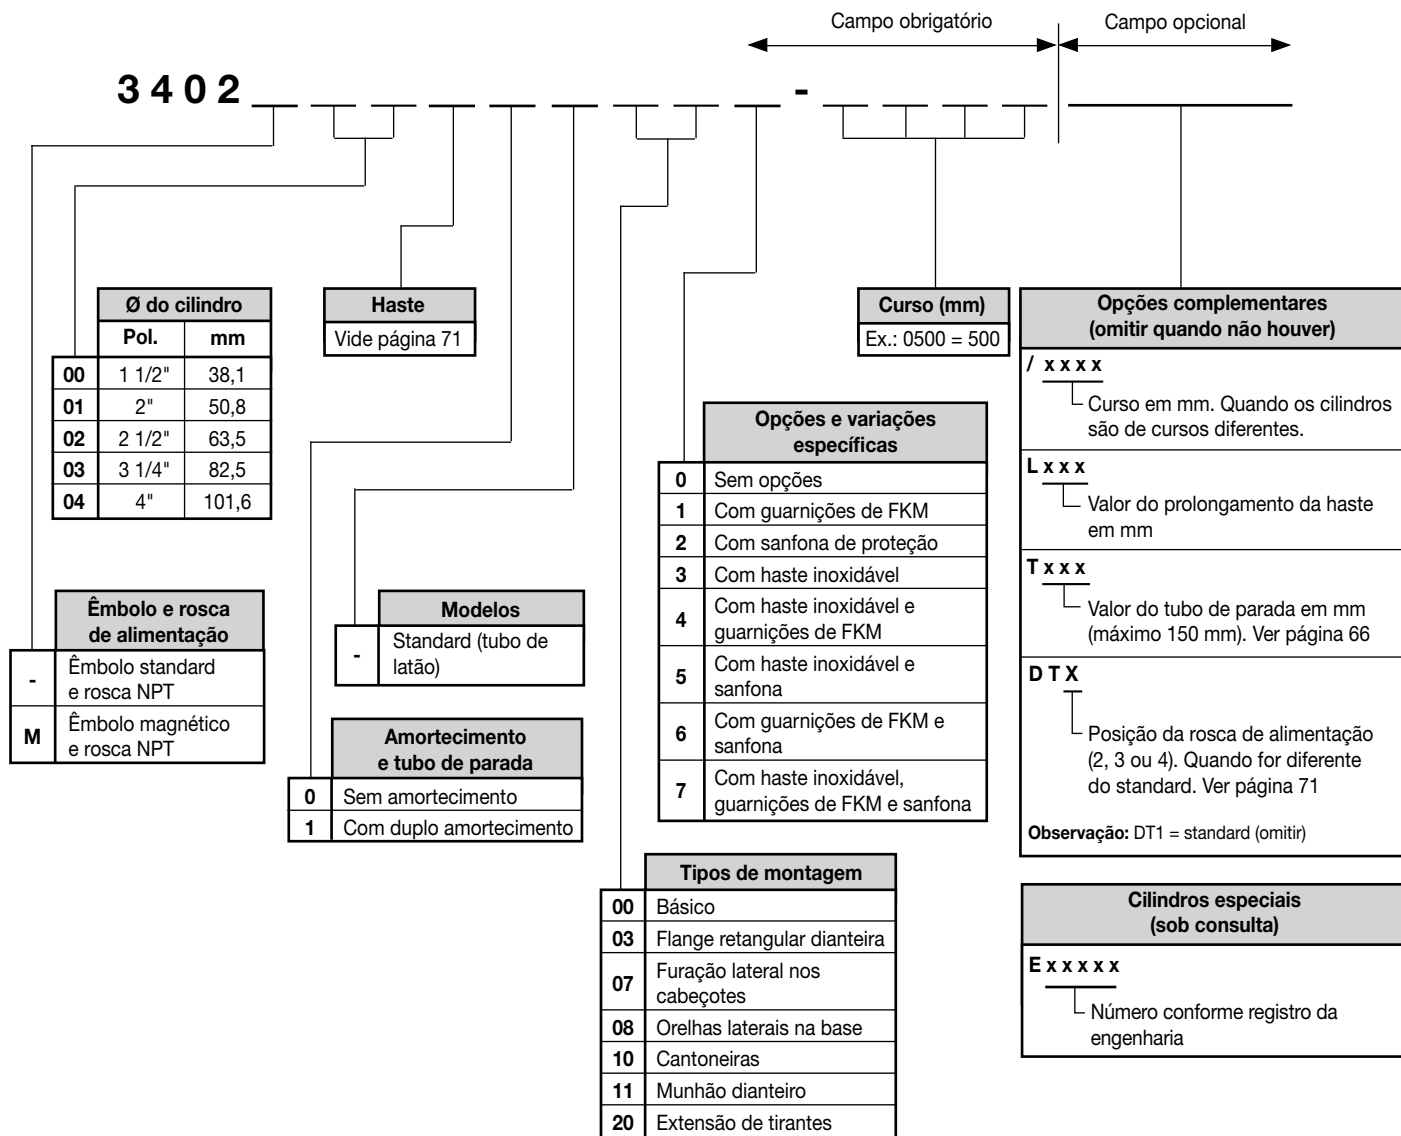 Campo obrigatório
Campo opcional
3 4 0 2 -
Ø do cilindro
Pol. mm
00 1 1/2" 38,1
01 2" 50,8
02 2 1/2" 63,5
03 3 1/4" 82,5
04 4" 101,6
Haste
Vide página 71
Curso (mm)
Ex.: 0500 = 500
Opções complementares
(omitir quando não houver)
/ x x x x
Curso em mm. Quando os cilindros
são de cursos diferentes.
L x x x
Valor do prolongamento da haste
em mm
T x x x
Valor do tubo de parada em mm
(máximo 150 mm). Ver página 66
D T X
Posição da rosca de alimentação
(2, 3 ou 4). Quando for diferente
do standard. Ver página 71
Observação: DT1 = standard (omitir)
Opções e variações
específicas
0 Sem opções
1 Com guarnições de FKM
2 Com sanfona de proteção
3 Com haste inoxidável
4 Com haste inoxidável e
guarnições de FKM
5 Com haste inoxidável e
sanfona
6 Com guarnições de FKM e
sanfona
7 Com haste inoxidável,
guarnições de FKM e sanfona
Êmbolo e rosca
de alimentação
- Êmbolo standard
e rosca NPT
M Êmbolo magnético
e rosca NPT
Modelos
- Standard (tubo de
latão)
Amortecimento
e tubo de parada
0 Sem amortecimento
1 Com duplo amortecimento
Tipos de montagem
00 Básico
03 Flange retangular dianteira
07 Furação lateral nos
cabeçotes
08 Orelhas laterais na base
10 Cantoneiras
11 Munhão dianteiro
20 Extensão de tirantes
Cilindros especiais
(sob consulta)
E x x x x x
Número conforme registro da
engenharia